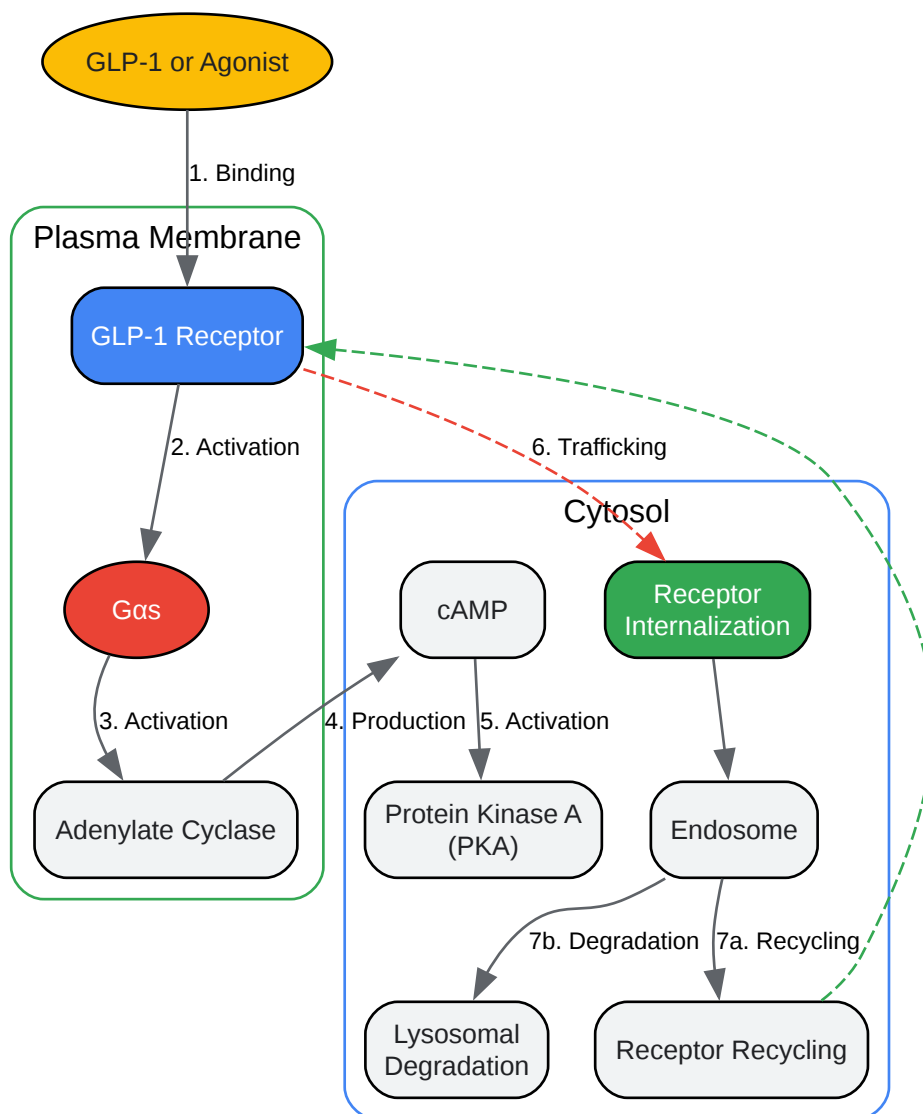 GLP-1 or Agonist
1. Binding
Plasma Membrane
GLP-1 Receptor
2. Activation
6. Trafficking
Cytosol
Gαs
cAMP
Receptor
Internalization
3. Activation
4. Production
5. Activation
Adenylate Cyclase
Protein Kinase A
(PKA)
Endosome
7b. Degradation
7a. Recycling
Lysosomal
Degradation
Receptor Recycling